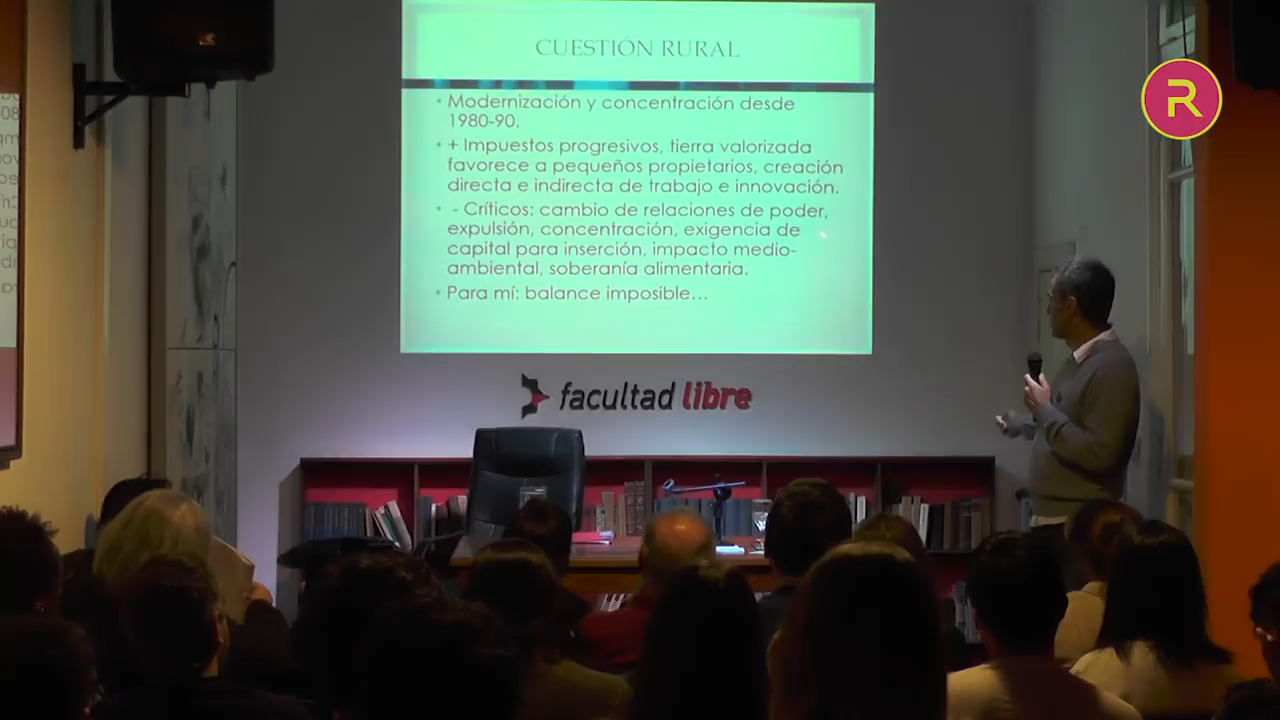 CUESTIÓN RURAL
R
Modernización y concentración desde
1980-90.
+ Impuestos progresivos, tierra valorizada
favorece a pequeños propietarios, creación
directa e indirecta de trabajo e innovación.
- Críticos: cambio de relaciones de poder,
expulsión, concentración, exigencia de
capital para inserción, impacto medio-
ambiental, soberanía alimentaria.
Para mí: balance imposible...
facultad libre